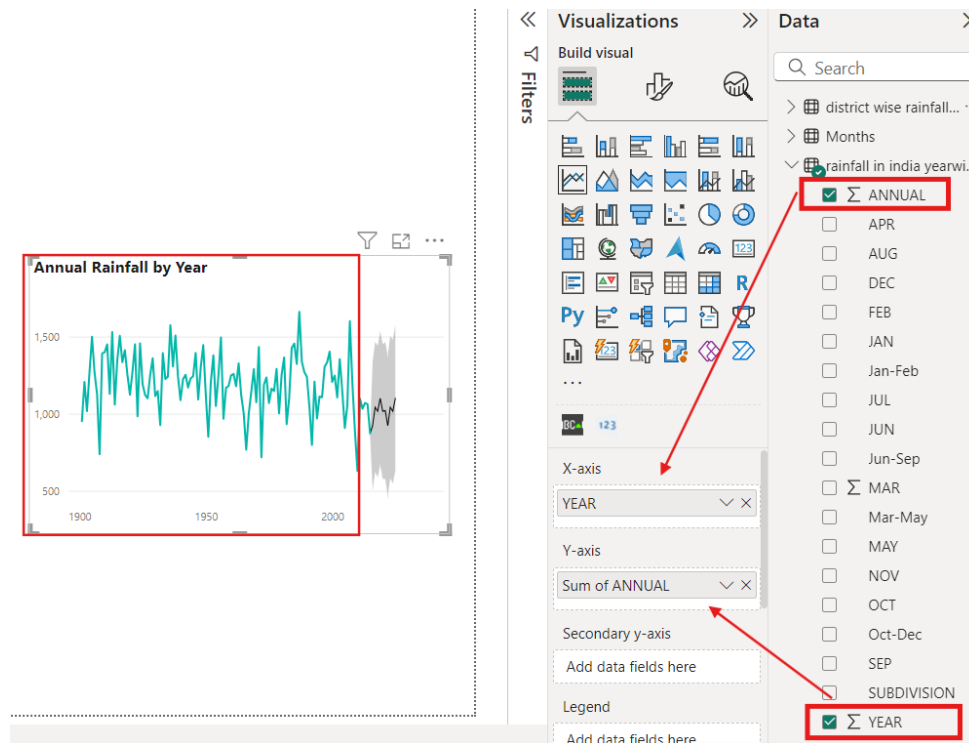 Annual Rainfall by Year
1,500
1,000
500
1900
1950
2000
Filters
Visualizations
Build visual
123
R
Py
123
...
BC
123
X-axis
YEAR
Y-axis
Sum of ANNUAL
Secondary y-axis
Add data fields here
Legend
Add data fields here
Data
Search
district wise rainfall...
Months
rainfall in india yearwi...
Σ ANNUAL
APR
AUG
DEC
FEB
JAN
Jan-Feb
JUL
JUN
Jun-Sep
Σ MAR
Mar-May
MAY
NOV
OCT
Oct-Dec
SEP
SUBDIVISION
Σ YEAR